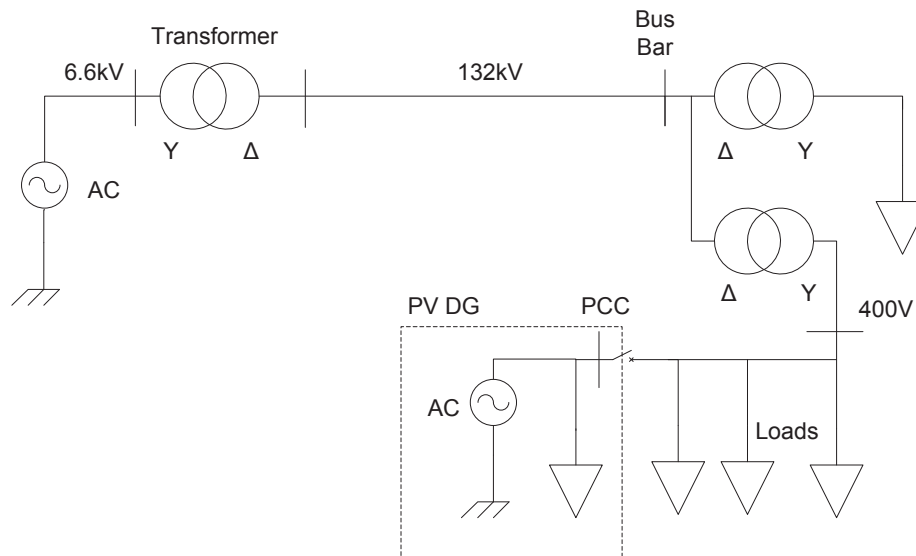 Transformer
Bus
Bar
6.6kV
132kV
Y
Δ
Δ
Y
AC
Δ
Y
PV DG
PCC
400V
AC
Loads